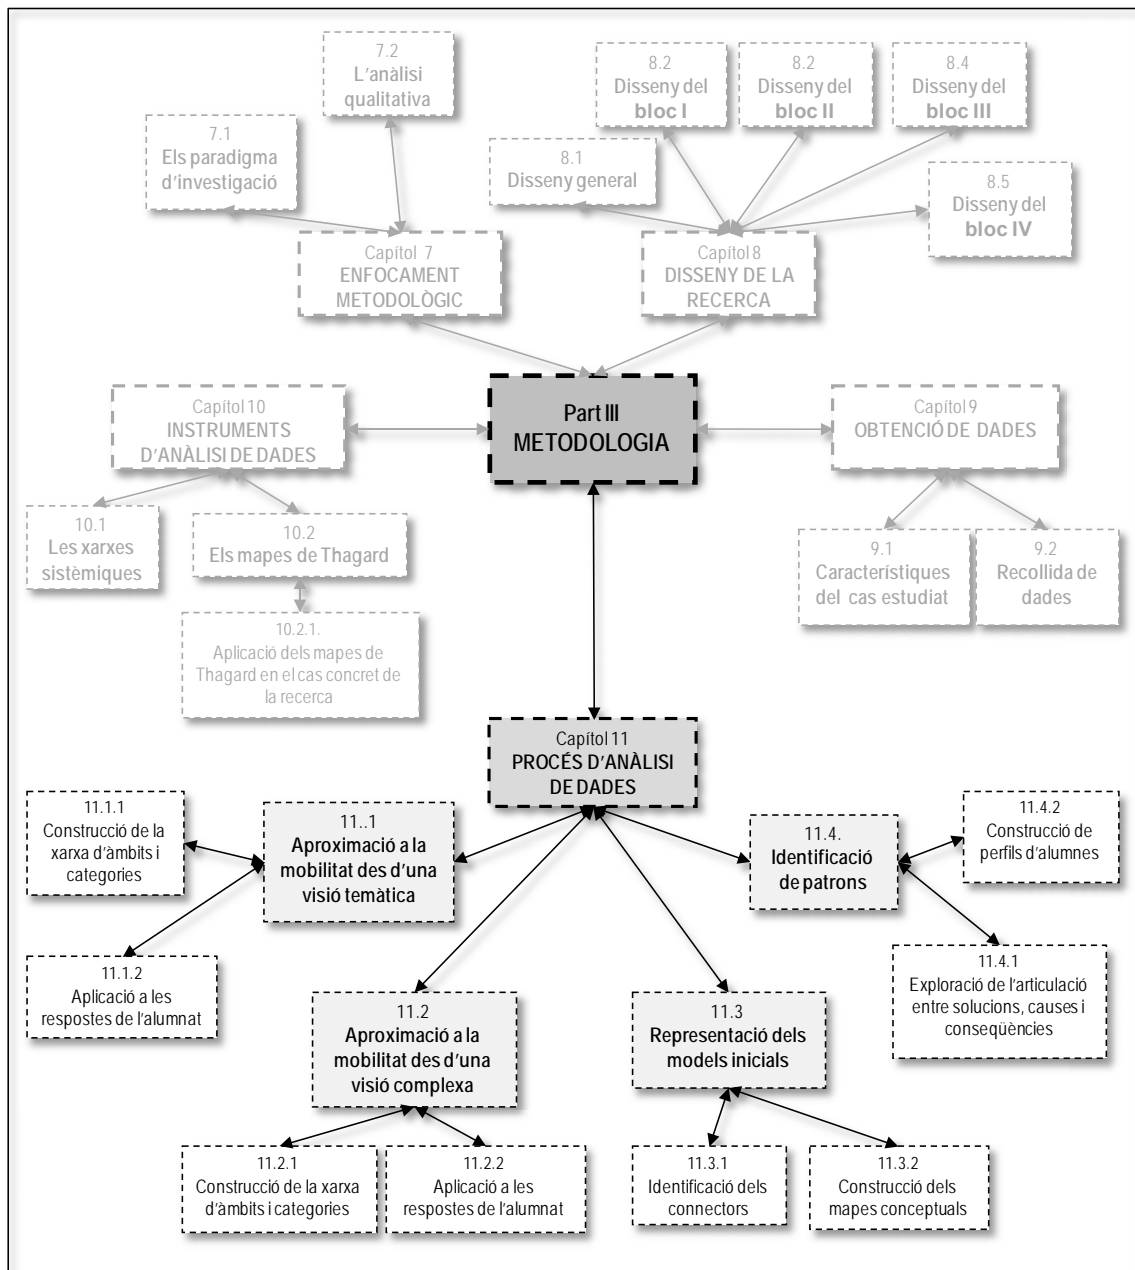 7.2
L'anàlisi
qualitativa
8.2
Disseny del
bloc I
8.2
Disseny del
bloc II
8.4
Disseny del
bloc III
7.1
Els paradigma
d'investigació
8.1
Disseny general
8.5
Disseny del
bloc IV
Capítol 7
ENFOCAMENT
METODOLÒGIC
Capítol 8
DISSENY DE LA
RECERCA
Capítol 10
INSTRUMENTS
D'ANÀLISI DE DADES
Part III
METODOLOGIA
Capítol 9
OBTENCIÓ DE DADES
10.1
Les xarxes
sistèmiques
10.2
Els mapes de Thagard
9.1
Característiques
del cas estudiat
9.2
Recollida de
dades
10.2.1.
Aplicació dels mapes de
Thagard en el cas concret de
la recerca
Capítol 11
PROCÉS D'ANÀLISI
DE DADES
11.1.1
Construcció de la
xarxa d'àmbits i
categories
11..1
Aproximació a la
mobilitat des d'una
visió temàtica
11.4.
Identificació
de patrons
11.4.2
Construcció de
perfils d'alumnes
11.1.2
Aplicació a les
respostes de l'alumnat
11.2
Aproximació a la
mobilitat des d'una
visió complexa
11.3
Representació dels
models inicials
11.4.1
Exploració de l'articulació
entre solucions, causes i
conseqüències
11.2.1
Construcció de la xarxa
d'àmbits i categories
11.2.2
Aplicació a les
respostes de l'alumnat
11.3.1
Identificació dels
connectors
11.3.2
Construcció dels
mapes conceptuals